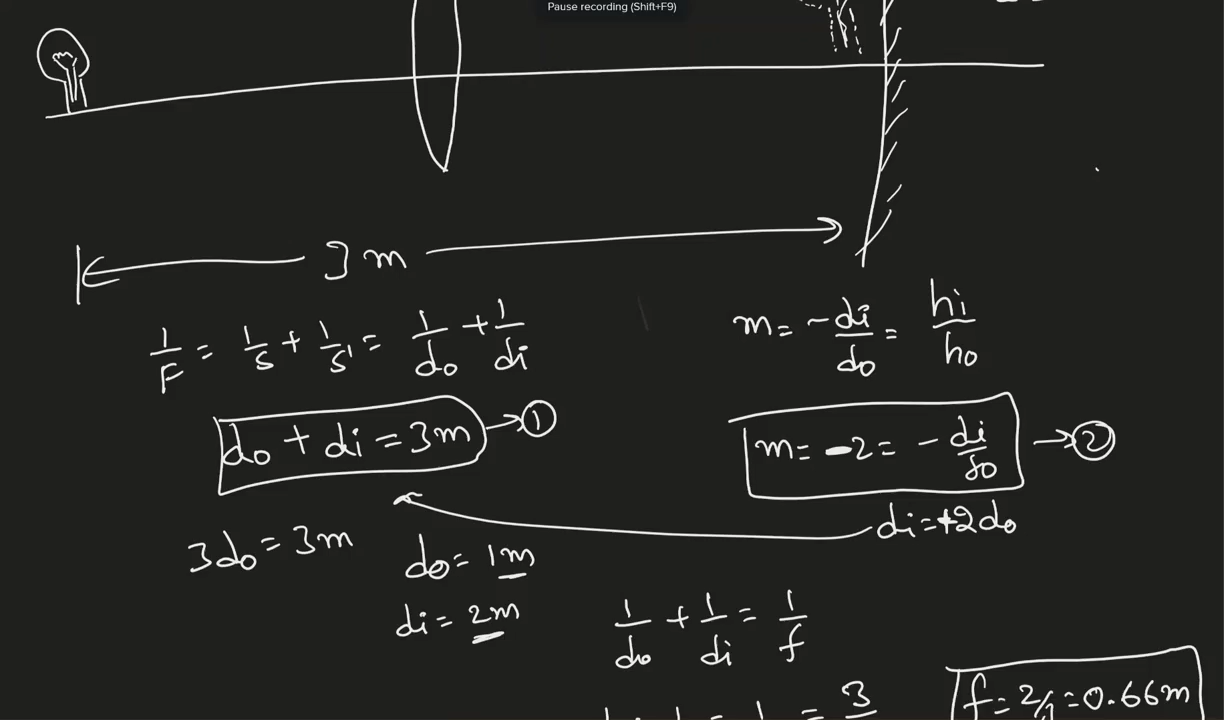 Pause recording (Shift+F9)
3 m
1/F = 1/s + 1/s' = 1/do + 1/di
m = -di/do = hi/ho
do + di = 3m → ①
m = -2 = -di/do → ②
di = +2do
3do = 3m
do = 1m
di = 2m
1/do + 1/di = 1/f
= 3
f = 2/3 = 0.66m